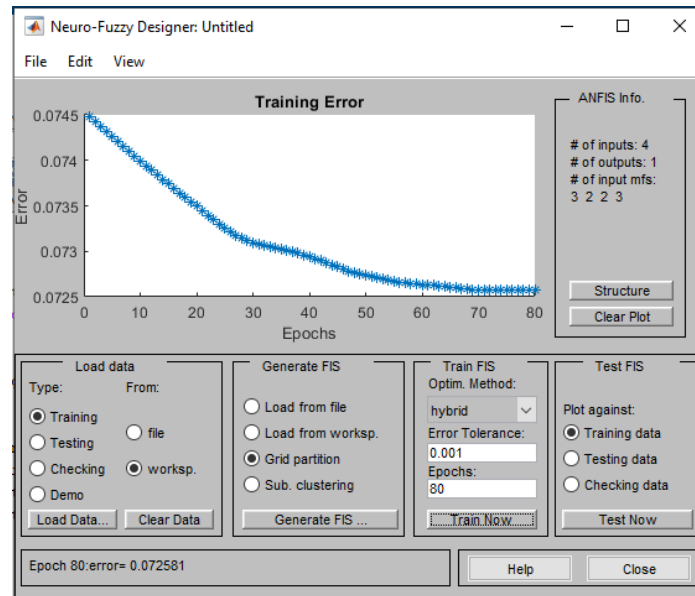 Neuro-Fuzzy Designer: Untitled
File Edit View
Training Error
0.0745
0.074
0.0735
0.073
0.0725
Error
0 10 20 30 40 50 60 70 80
Epochs
ANFIS Info.
# of inputs: 4
# of outputs: 1
# of input mfs:
3 2 2 3
Structure
Clear Plot
Load data
Type: From:
Training
Testing
Checking
Demo
file
worksp.
Load Data... Clear Data
Generate FIS
Load from file
Load from worksp.
Grid partition
Sub. clustering
Generate FIS ...
Train FIS
Optim. Method:
hybrid
Error Tolerance:
0.001
Epochs:
80
Train Now
Test FIS
Plot against:
Training data
Testing data
Checking data
Test Now
Epoch 80:error= 0.072581
Help Close